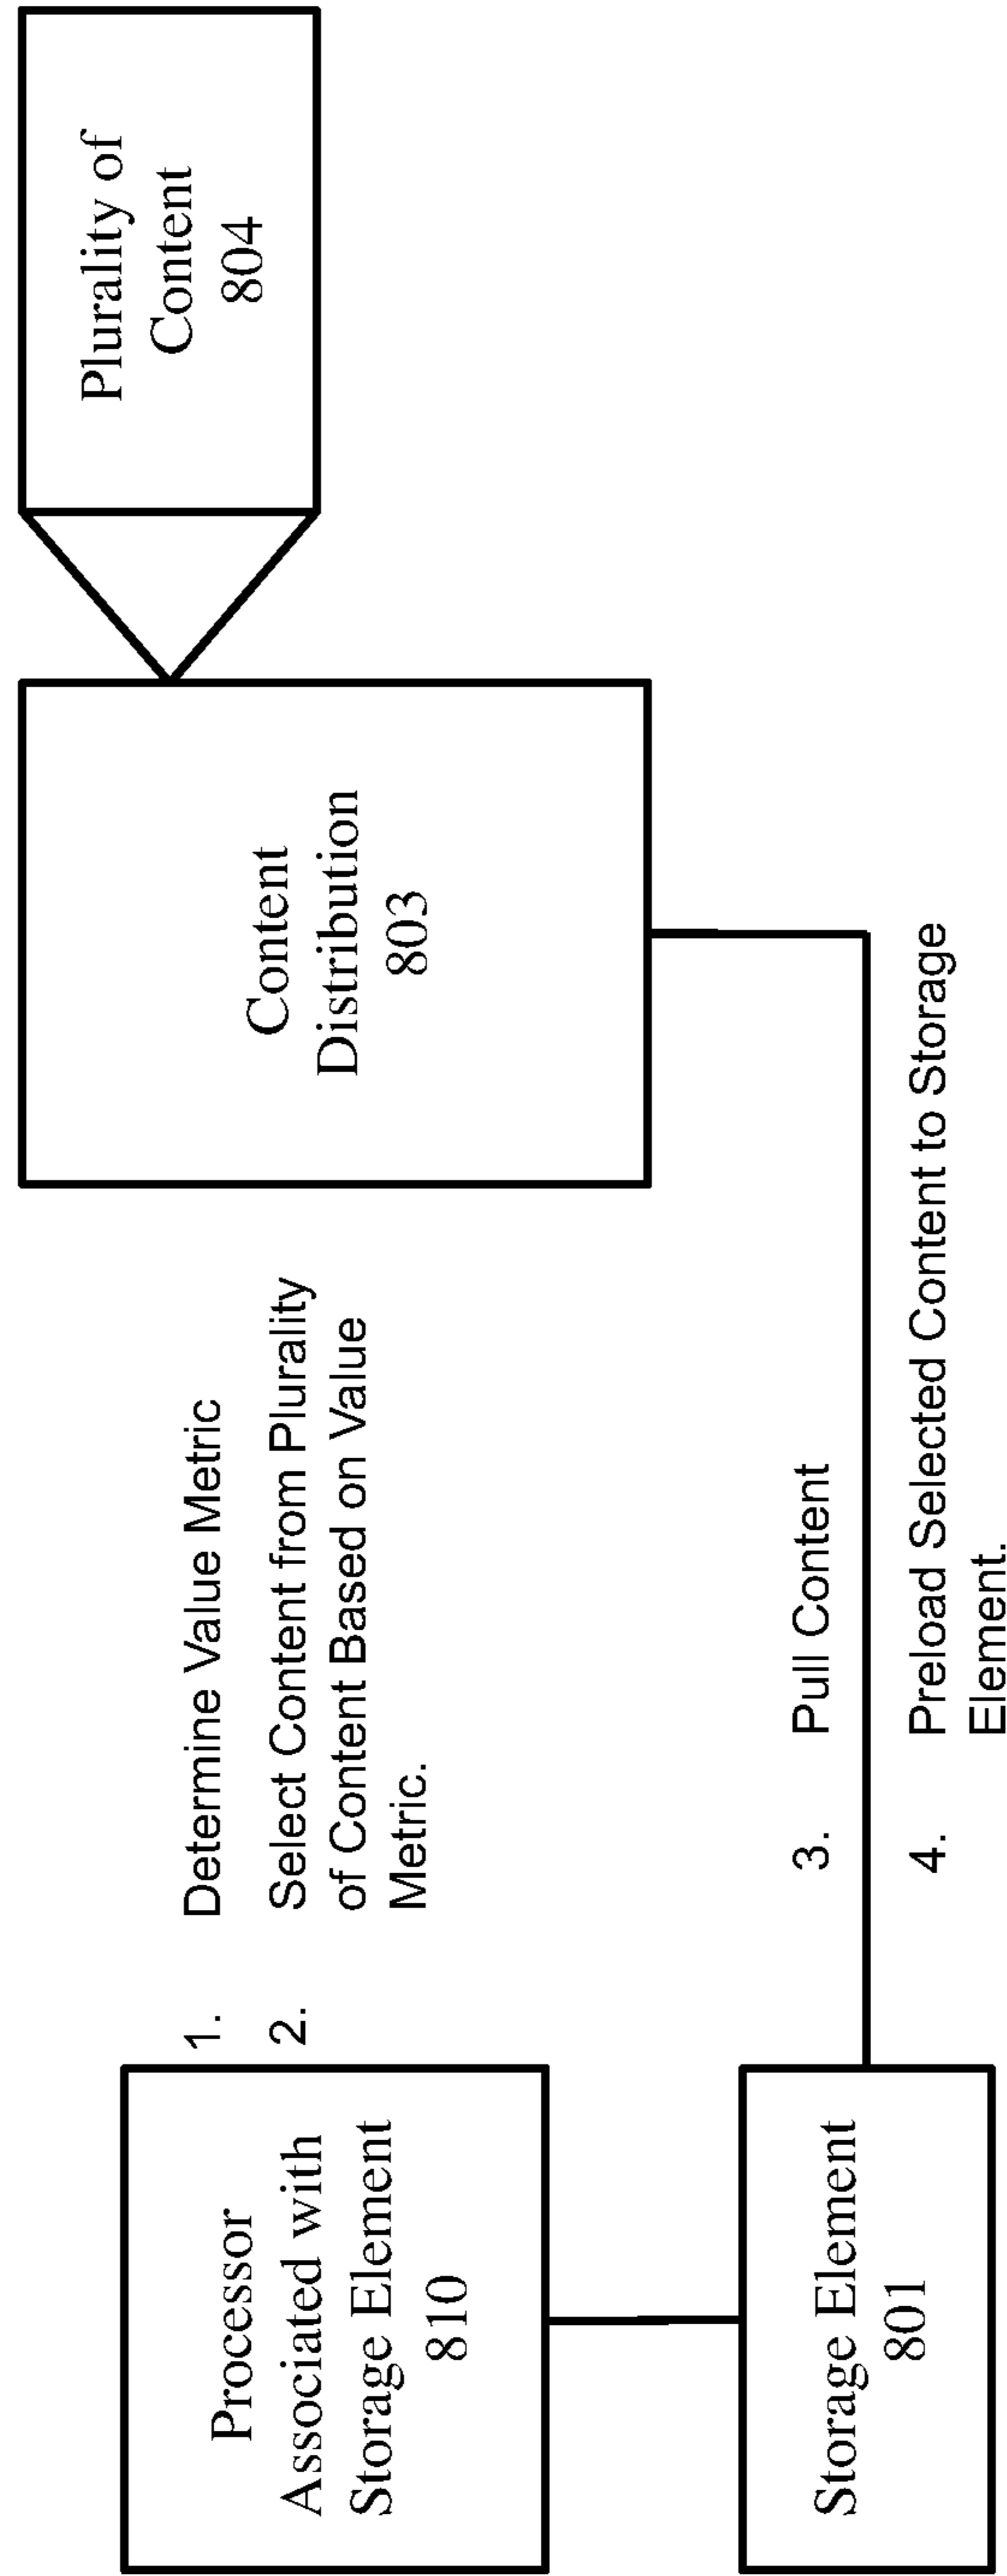 Processor
Associated with
Storage Element
810
1. Determine Value Metric
2. Select Content from Plurality
of Content Based on Value
Metric.
Content
Distribution
803
Plurality of
Content
804
Storage Element
801
3. Pull Content
4. Preload Selected Content to Storage
Element.